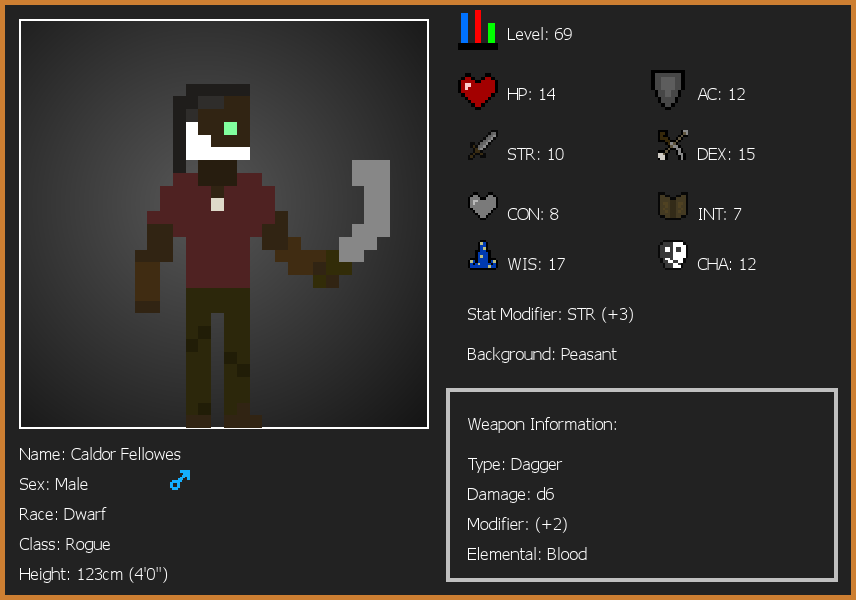 Level: 69
HP: 14
AC: 12
STR: 10
DEX: 15
CON: 8
INT: 7
WIS: 17
CHA: 12
Stat Modifier: STR (+3)
Background: Peasant
Weapon Information:
Type: Dagger
Damage: d6
Modifier: (+2)
Elemental: Blood
Name: Caldor Fellowes
Sex: Male
Race: Dwarf
Class: Rogue
Height: 123cm (4'0")